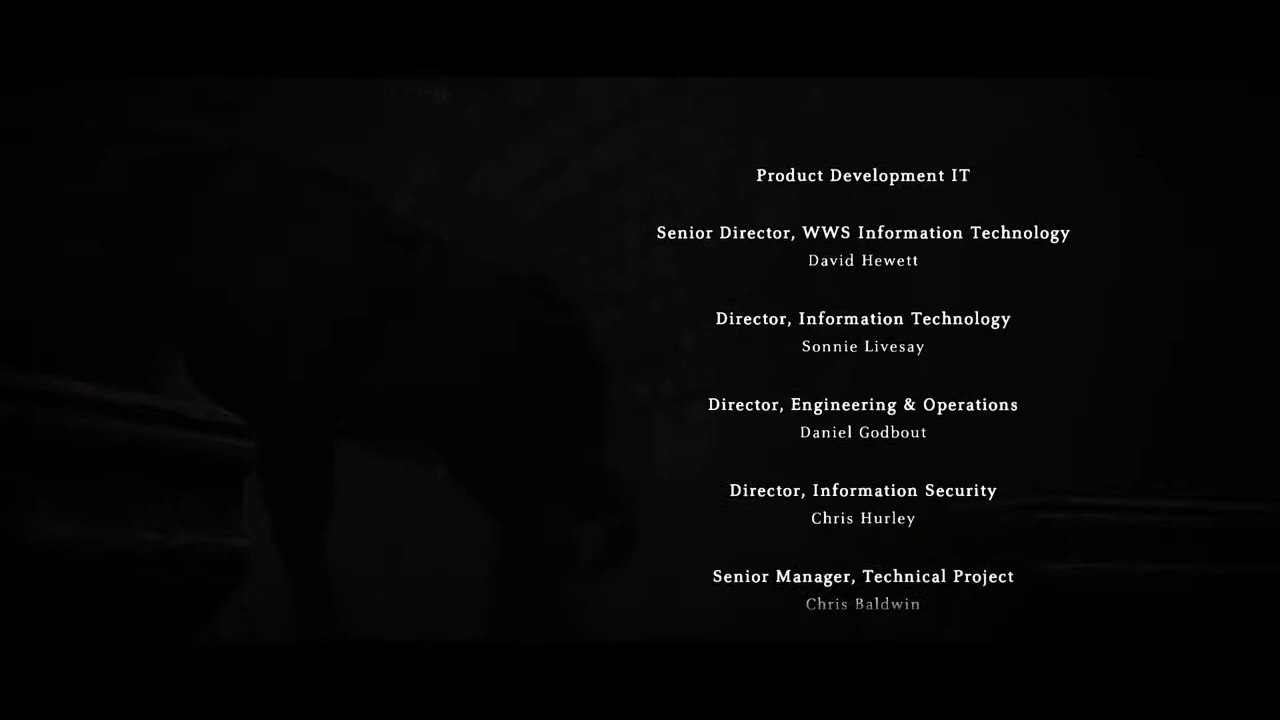 Product Development IT
Senior Director, WWS Information Technology
David Hewett
Director, Information Technology
Sonnie Livesay
Director, Engineering & Operations
Daniel Godbout
Director, Information Security
Chris Hurley
Senior Manager, Technical Project
Chris Baldwin